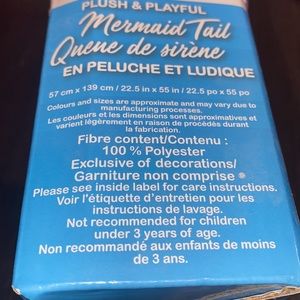 PLUSH & PLAYFUL
Mermaid Tail
Queue de sirène
EN PELUCHE ET LUDIQUE
57 cm x 139 cm / 22.5 in x 55 in / 22.5 po x 55 po
Colours and sizes are approximate and may vary due to
manufacturing processes.
Les couleurs et les dimensions sont approximatives et
varient légèrement en raison de procédés durant
la fabrication.
Fibre content/Contenu :
100 % Polyester
Exclusive of decorations/
Garniture non comprise
Please see inside label for care instructions.
Voir l'étiquette d'entretien pour les
instructions de lavage.
Not recommended for children
under 3 years of age.
Non recommandé aux enfants de moins
de 3 ans.